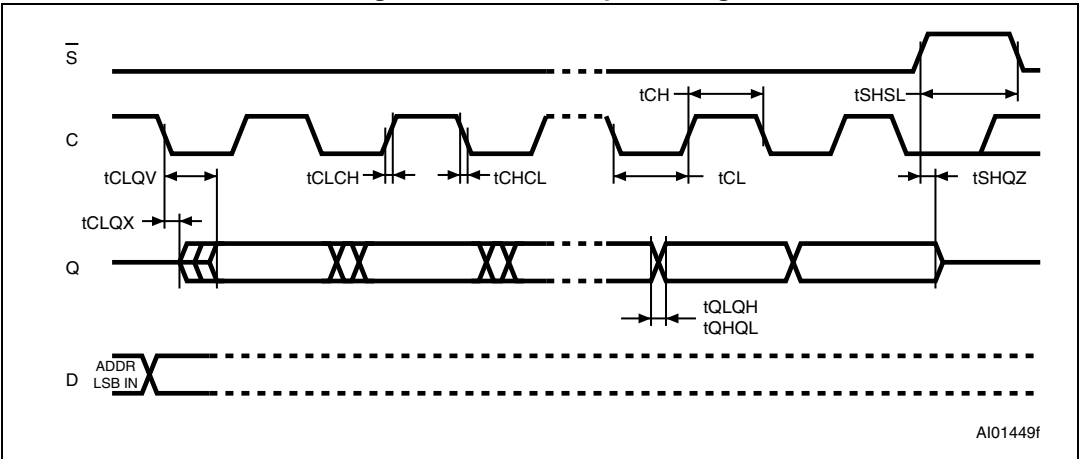 S
tCH
tSHSL
C
tCLQV
tCLCH
tCHCL
tCL
tSHQZ
tCLQX
Q
tQLQH
tQHQL
ADDR
D
LSB IN
AI01449f